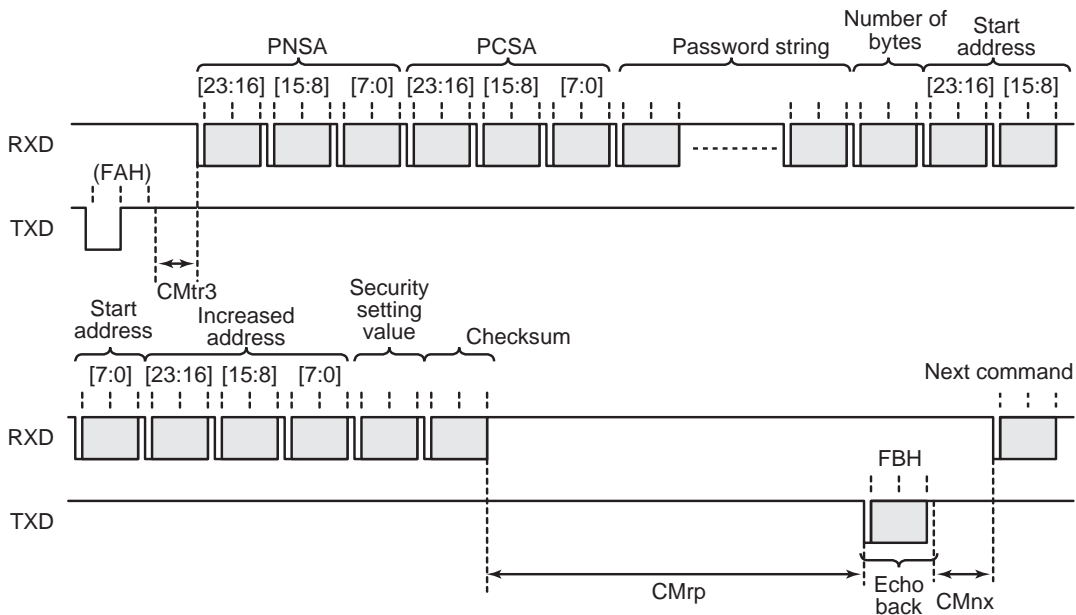 PNSA PCSA Password string Number of bytes Start address
[23:16] [15:8] [7:0] [23:16] [15:8] [7:0] [23:16] [15:8]
RXD
(FAH)
TXD
CMtr3
Start address Increased address Security setting value Checksum
[7:0] [23:16] [15:8] [7:0] Next command
RXD
FBH
TXD
CMrp Echo back CMnx